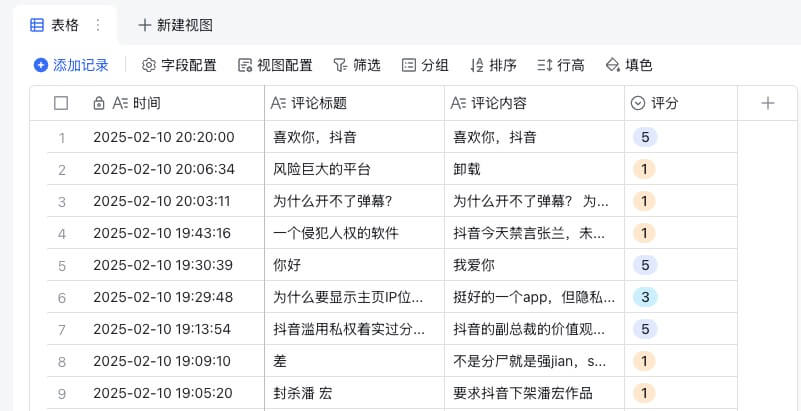 表格 新建视图
添加记录 字段配置 视图配置 筛选 分组 排序 行高 填色
时间 评论标题 评论内容 评分
1 2025-02-10 20:20:00 喜欢你，抖音 喜欢你，抖音 5
2 2025-02-10 20:06:34 风险巨大的平台 卸载 1
3 2025-02-10 20:03:11 为什么开不了弹幕？ 为什么开不了弹幕？ 为... 1
4 2025-02-10 19:43:16 一个侵犯人权的软件 抖音今天禁言张兰，未... 1
5 2025-02-10 19:30:39 你好 我爱你 5
6 2025-02-10 19:29:48 为什么要显示主页IP位... 挺好的一个app，但隐私... 3
7 2025-02-10 19:13:54 抖音滥用私权着实过分... 抖音的副总裁的价值观... 5
8 2025-02-10 19:09:10 差 不是分尸就是强jian，s... 1
9 2025-02-10 19:05:20 封杀潘 宏 要求抖音下架潘宏作品 1